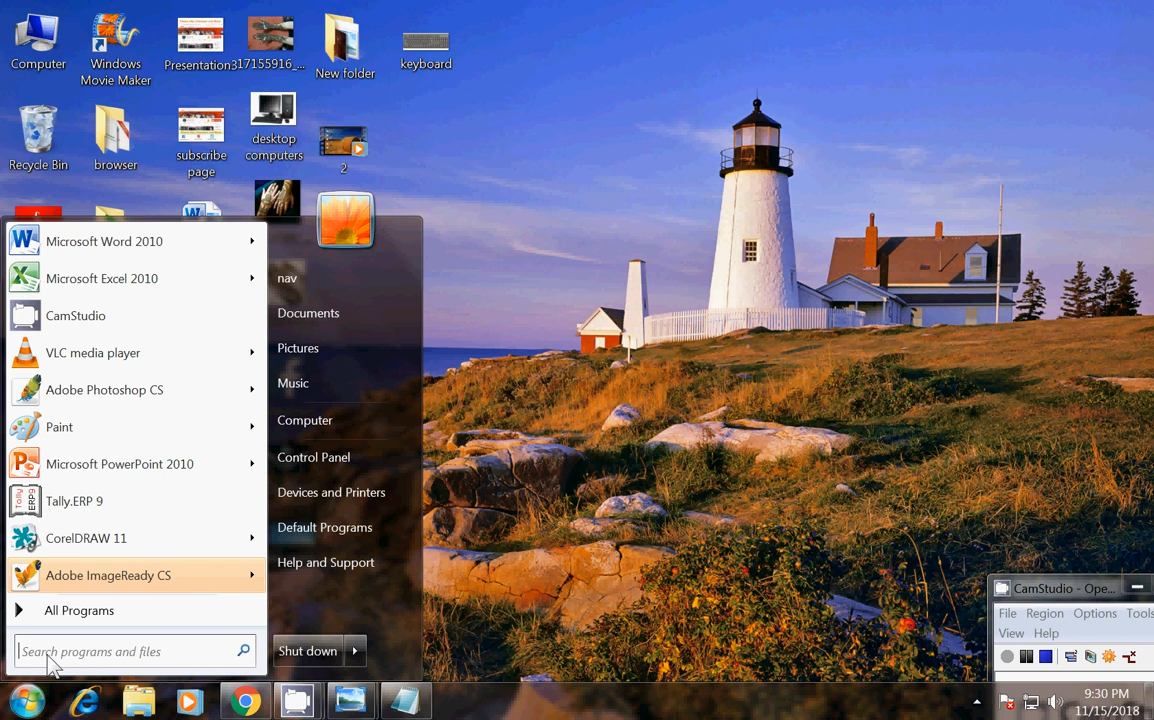 Computer
Windows
Movie Maker
Presentation3
17155916_...
New folder
keyboard
Recycle Bin
browser
subscribe
page
desktop
computers
2
Microsoft Word 2010
Microsoft Excel 2010
CamStudio
VLC media player
Adobe Photoshop CS
Paint
Microsoft PowerPoint 2010
Tally.ERP 9
CorelDRAW 11
Adobe ImageReady CS
All Programs
Search programs and files
nav
Documents
Pictures
Music
Computer
Control Panel
Devices and Printers
Default Programs
Help and Support
Shut down
CamStudio - Ope...
File Region Options Tools
View Help
9:30 PM
11/15/2018